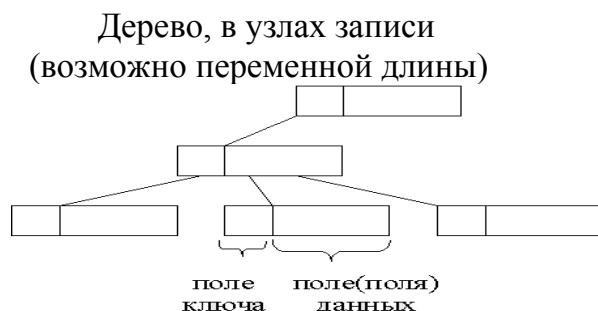 Дерево, в узлах записи
(возможно переменной длины)
поле поле(поля)
ключа данных